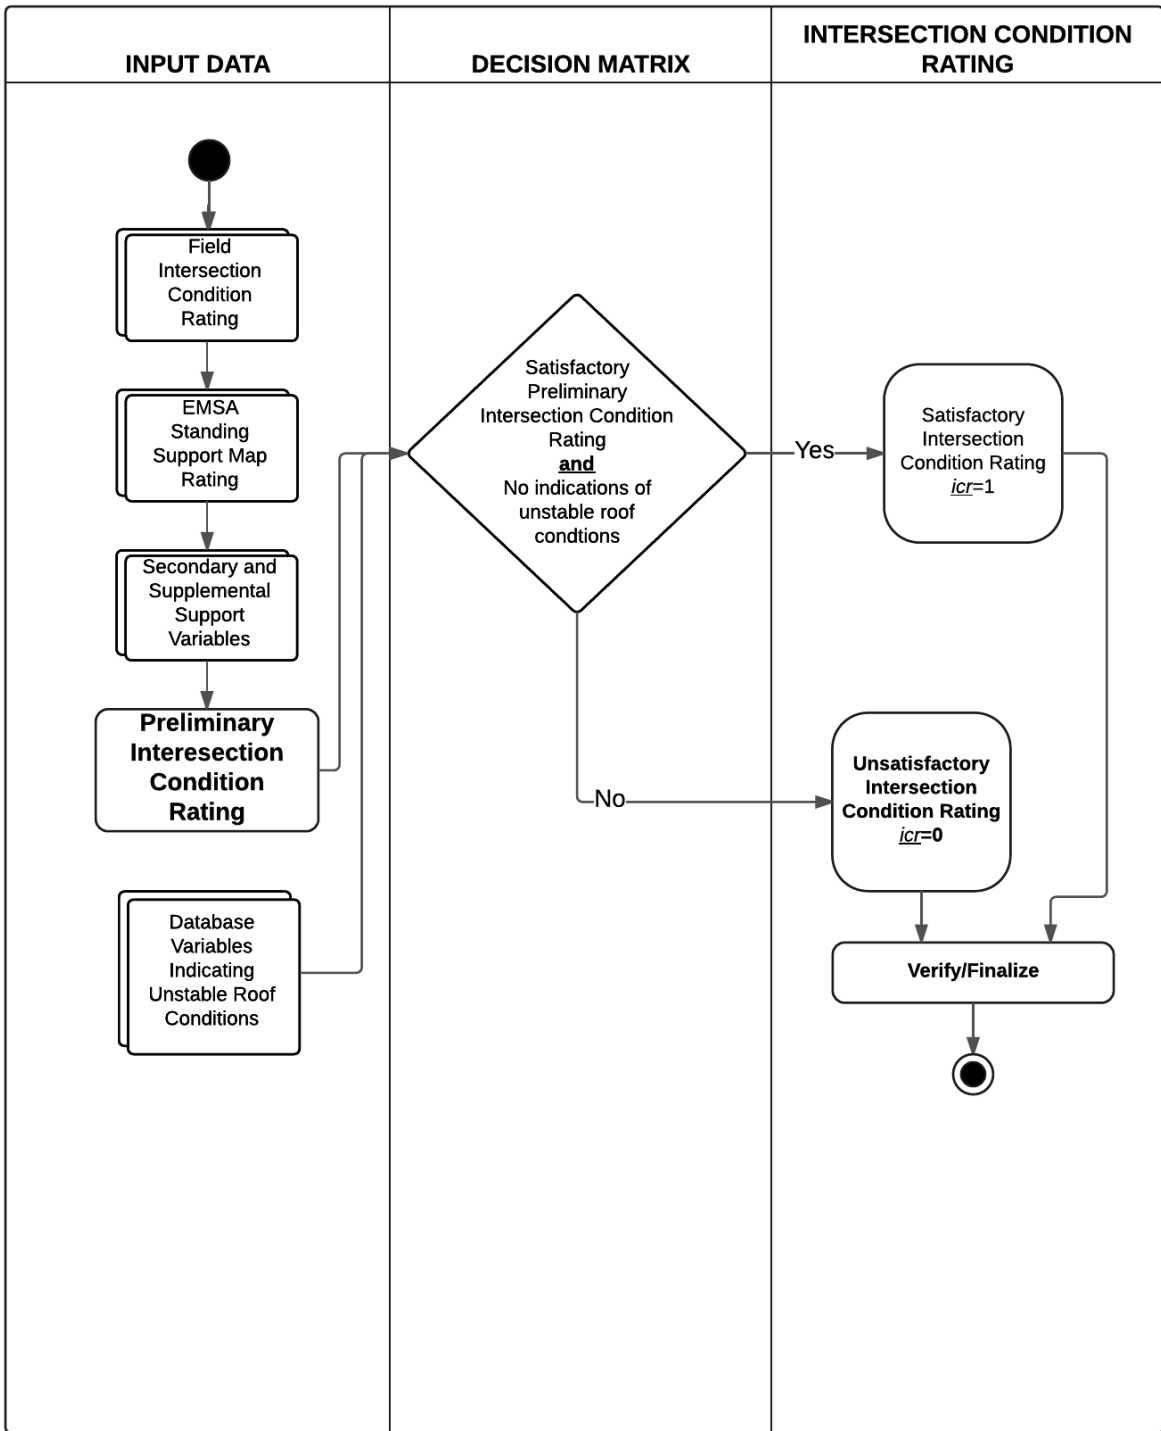 INPUT DATA
DECISION MATRIX
INTERSECTION CONDITION
RATING
Field
Intersection
Condition
Rating
EMSA
Standing
Support Map
Rating
Secondary and
Supplemental
Support
Variables
Preliminary
Interesection
Condition
Rating
Database
Variables
Indicating
Unstable Roof
Conditions
Satisfactory
Preliminary
Intersection Condition
Rating
and
No indications of
unstable roof
condtions
Yes
No
Satisfactory
Intersection
Condition Rating
icr=1
Unsatisfactory
Intersection
Condition Rating
icr=0
Verify/Finalize